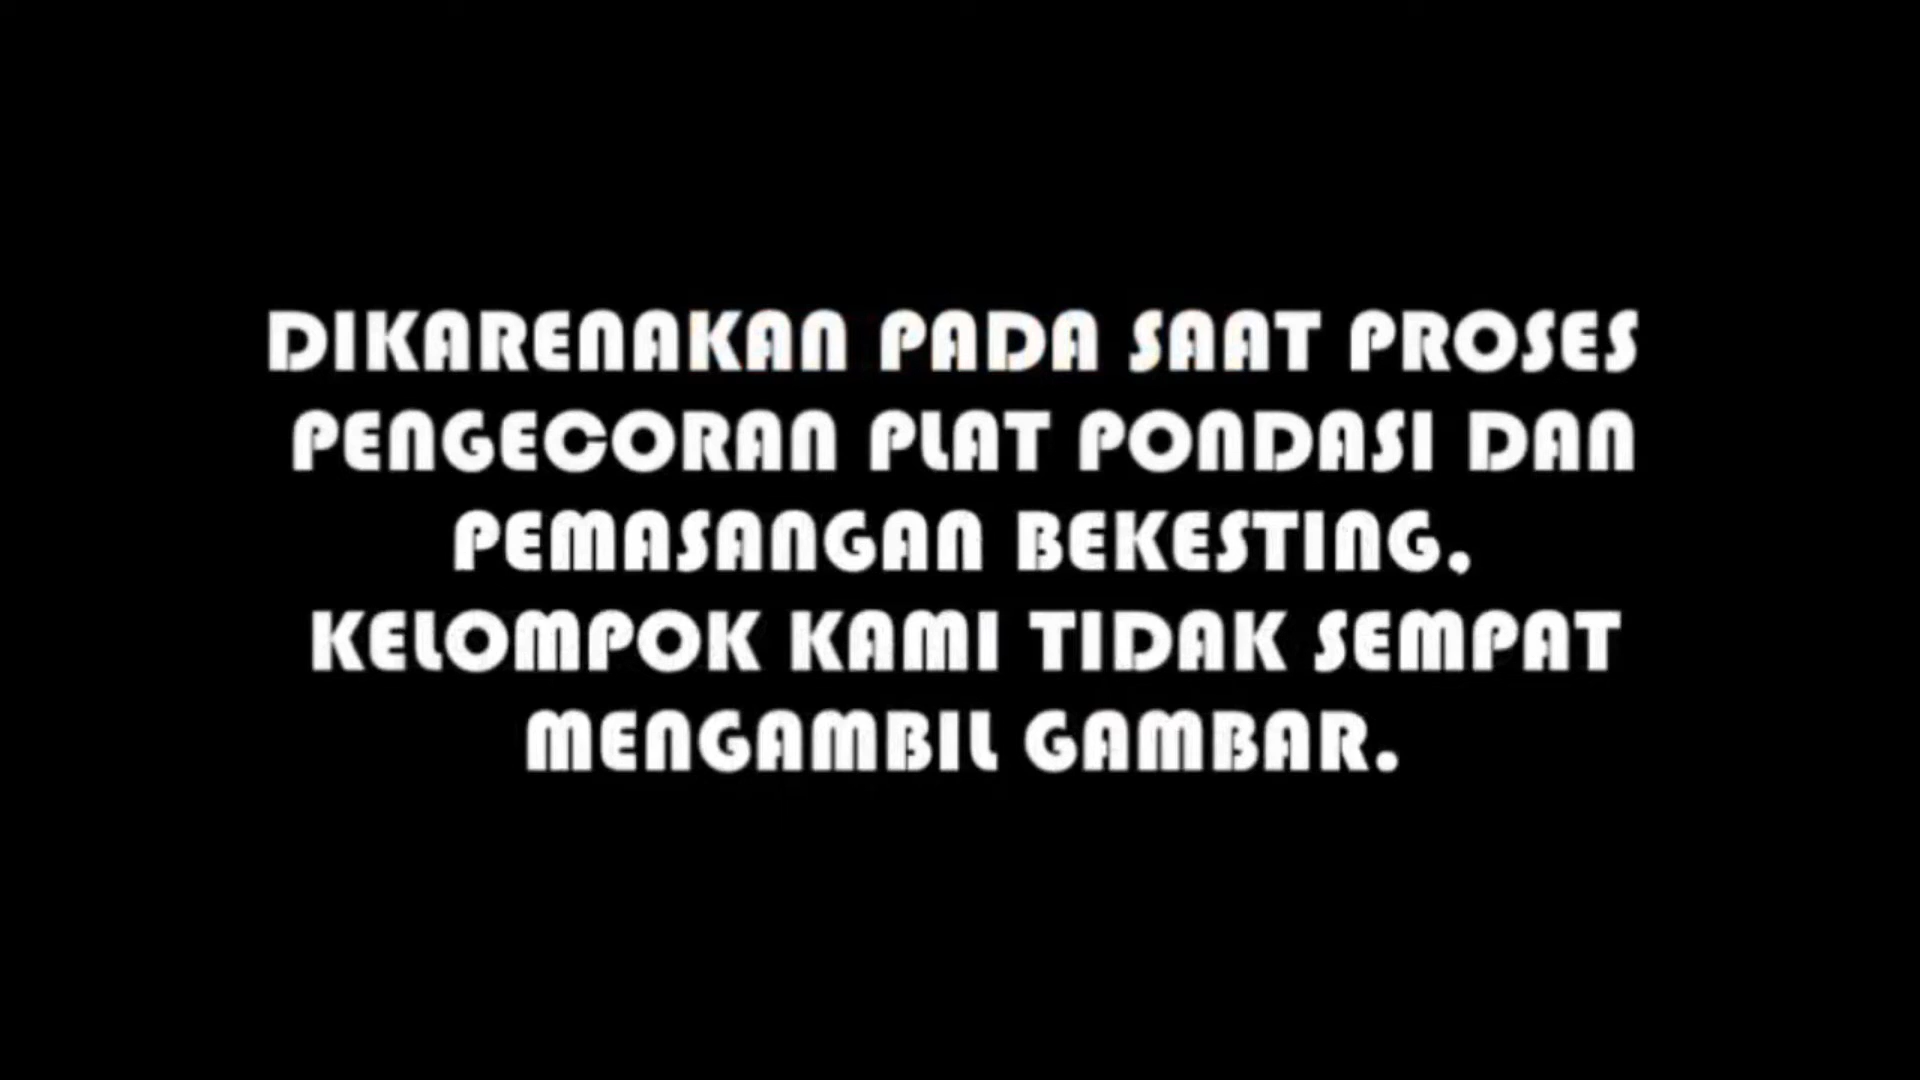 DIKARENAKAN PADA SAAT PROSES
PENGECORAN PLAT PONDASI DAN
PEMASANGAN BEKESTING,
KELOMPOK KAMI TIDAK SEMPAT
MENGAMBIL GAMBAR.